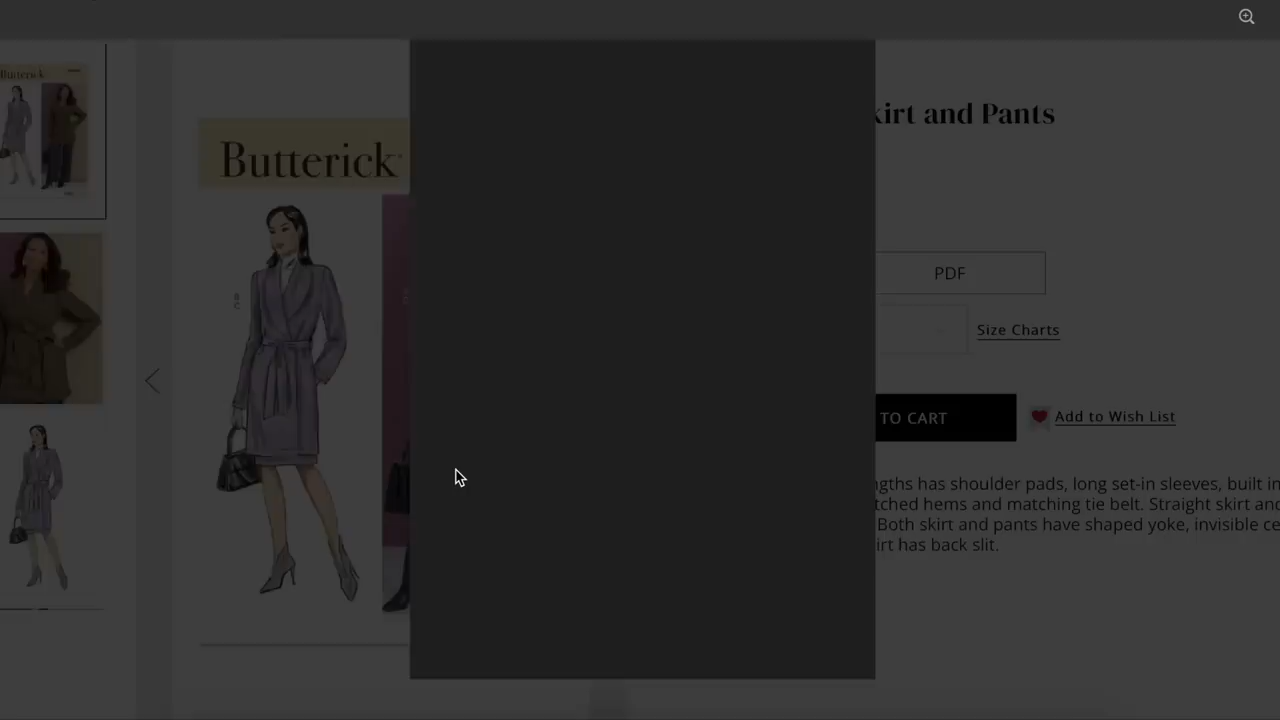 Butterick
Butterick
kirt and Pants
PDF
Size Charts
TO CART
Add to Wish List
ngths has shoulder pads, long set-in sleeves, built in
tched hems and matching tie belt. Straight skirt and
Both skirt and pants have shaped yoke, invisible ce
irt has back slit.